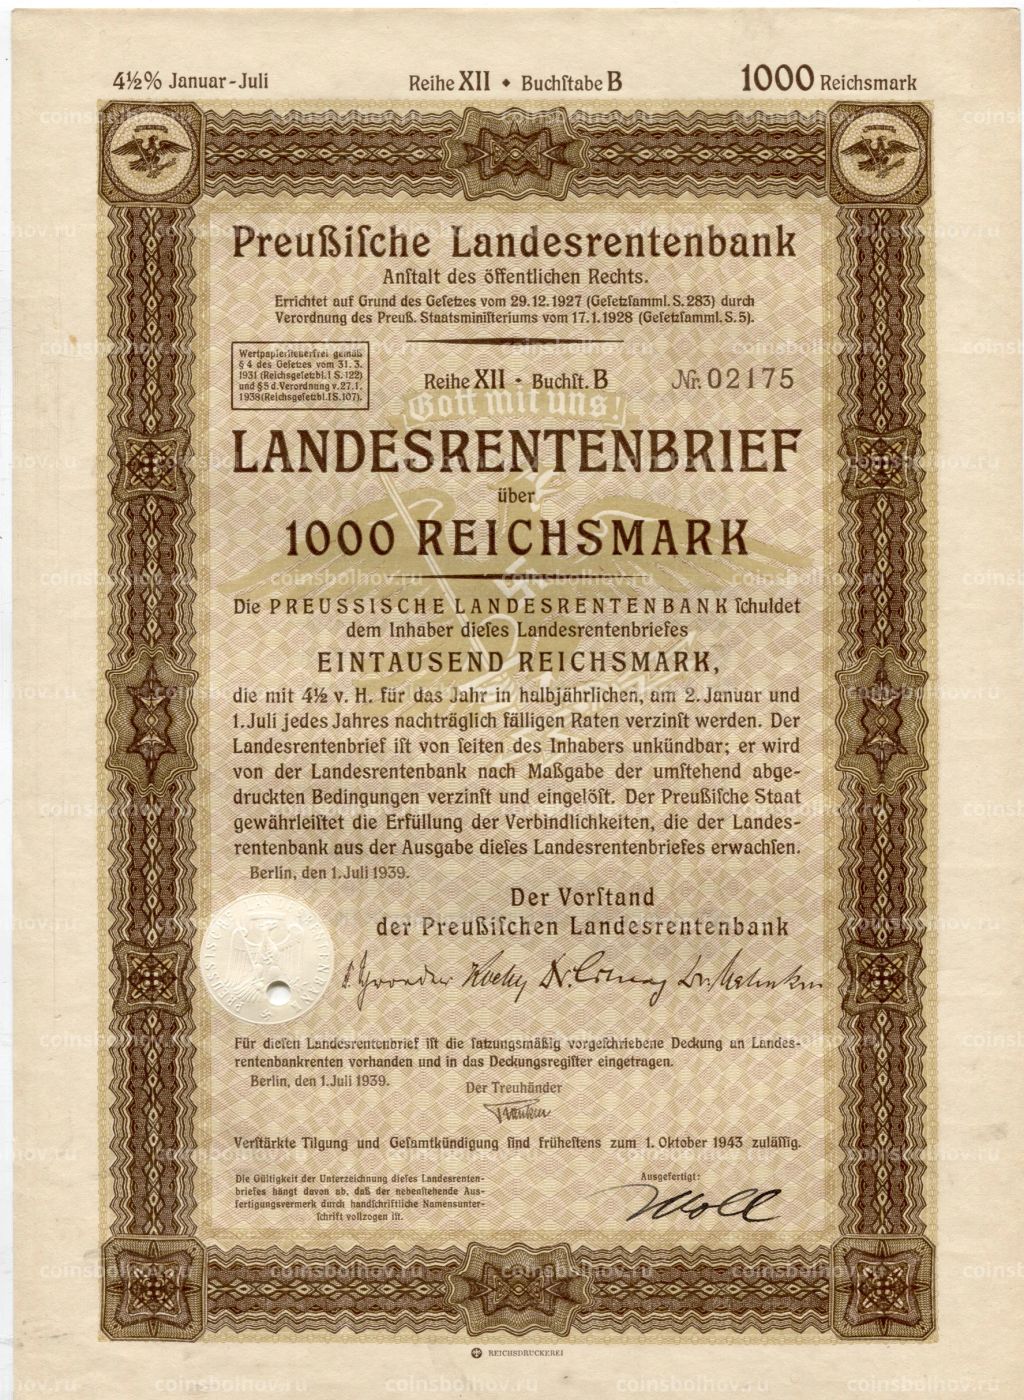 4½% Januar-Juli
Reihe XII • Buchſtabe B
1000 Reichsmark
Preußiſche Landesrentenbank
Anſtalt des öffentlichen Rechts.
Errichtet auf Grund des Geſetzes vom 29.12.1927 (Geſetzſamml. S. 283) durch
Verordnung des Preuß. Staatsminiſteriums vom 17.1.1928 (Geſetzſamml. S. 5).
Wertpapierſteuerfrei gemäß
§ 4 des Geſetzes vom 31. 3.
1931 (Reichsgeſetzbl. I S. 122)
und § 5 d. Verordnung v. 27. 1.
1938 (Reichsgeſetzbl. I S. 107).
Reihe XII • Buchſt. B
Nr. 02175
Gott mit uns!
LANDESRENTENBRIEF
über
1000 REICHSMARK
Die PREUSSISCHE LANDESRENTENBANK ſchuldet
dem Inhaber dieſes Landesrentenbriefes
EINTAUSEND REICHSMARK,
die mit 4½ v. H. für das Jahr in halbjährlichen, am 2. Januar und
1. Juli jedes Jahres nachträglich fälligen Raten verzinſt werden. Der
Landesrentenbrief iſt von ſeiten des Inhabers unkündbar; er wird
von der Landesrentenbank nach Maßgabe der umſtehend abge-
druckten Bedingungen verzinſt und eingelöſt. Der Preußiſche Staat
gewährleiſtet die Erfüllung der Verbindlichkeiten, die der Landes-
rentenbank aus der Ausgabe dieſes Landesrentenbriefes erwachſen.
Berlin, den 1. Juli 1939.
Der Vorſtand
der Preußiſchen Landesrentenbank
Für dieſen Landesrentenbrief iſt die ſatzungsmäßig vorgeſchriebene Deckung an Landes-
rentenbankrenten vorhanden und in das Deckungsregiſter eingetragen.
Berlin, den 1. Juli 1939.
Der Treuhänder
Verſtärkte Tilgung und Geſamtkündigung ſind früheſtens zum 1. Oktober 1943 zuläſſig.
Die Gültigkeit der Unterzeichnung dieſes Landesrenten-
briefes hängt davon ab, daß der nebenſtehende Aus-
fertigungsvermerk durch handſchriftliche Namensunter-
ſchrift vollzogen iſt.
Ausgefertigt:
REICHSDRUCKEREI
coinsbolhov.ru